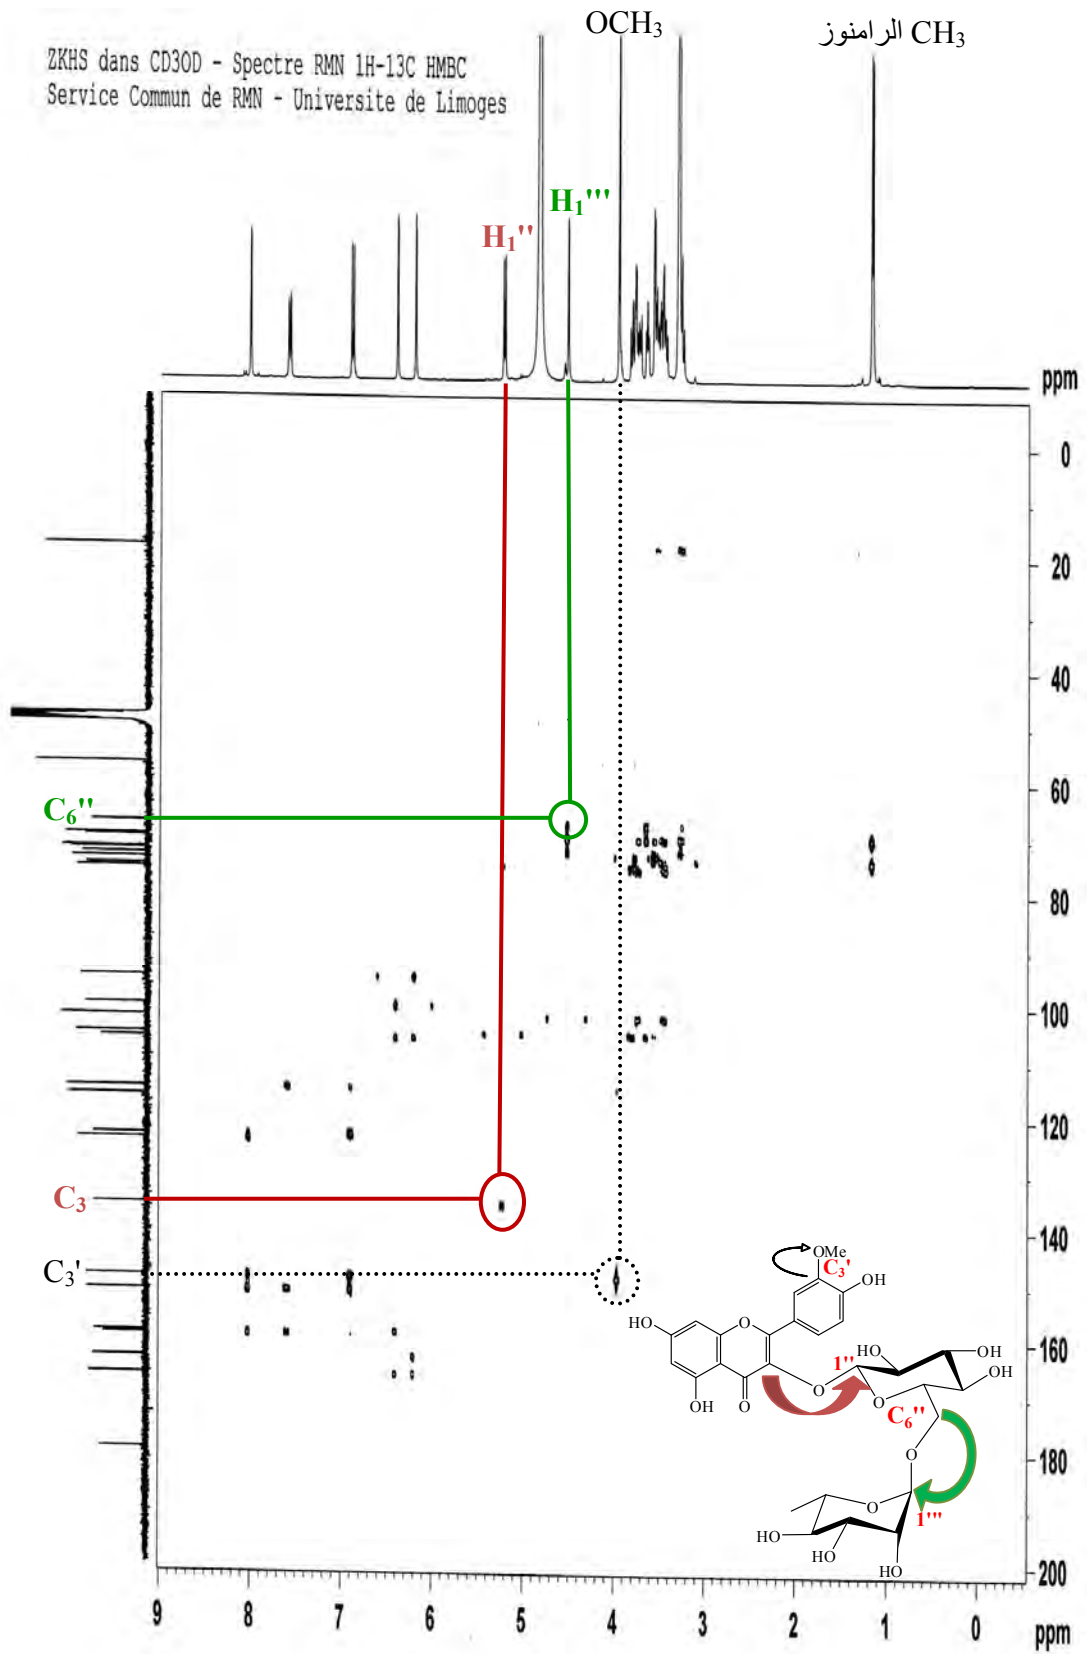 OCH3
CH3 الرامنوز
ZKHS dans CD3OD - Spectre RMN 1H-13C HMBC
Service Commun de RMN - Universite de Limoges
H1'''
H1''
ppm
0
20
40
60
C6''
80
100
120
C3
140
C3'
OMe
C3'
OH
HO
O
160
1''
HO
OH
OH
O
O
OH
O
C6''
O
180
O
1'''
HO
HO
HO
200
9 8 7 6 5 4 3 2 1 0 ppm